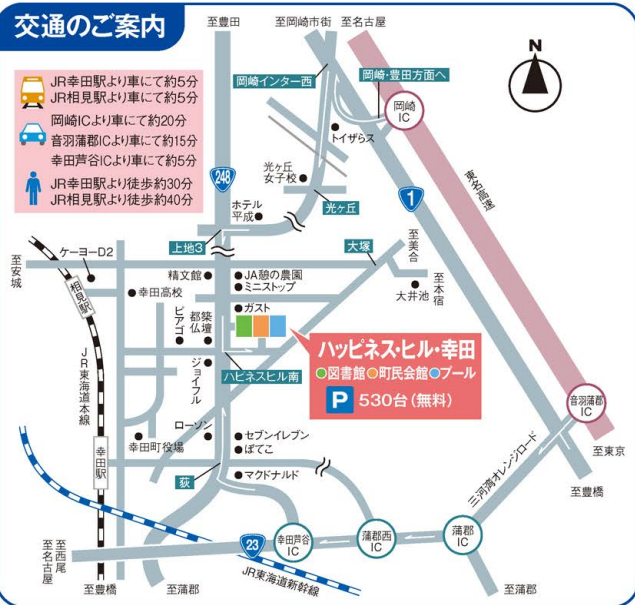 交通のご案内
JR幸田駅より車にて約5分
JR相見駅より車にて約5分
岡崎ICより車にて約20分
音羽蒲郡ICより車にて約15分
幸田芦谷ICより車にて約5分
JR幸田駅より徒歩約30分
JR相見駅より徒歩約40分
至豊田
至岡崎市街
至名古屋
N
岡崎インター西
岡崎・豊田方面へ
岡崎
IC
トイザらス
光ヶ丘
女子校
248
1
東名高速
ホテル
平成
光ヶ丘
上地3
大塚
至美合
至本宿
大井池
至安城
ケーヨーD2
相見駅
幸田高校
精文館
JA憩の農園
ミニストップ
ガスト
ピアゴ
都築
仏壇
ハッピネス・ヒル・幸田
図書館 町民会館 プール
P 530台(無料)
ハピネスヒル南
ジョイフル
JR東海道本線
音羽蒲郡
IC
至東京
三河湾オレンジロード
至豊橋
幸田町役場
ローソン
セブンイレブン
ぽてこ
幸田駅
荻
マクドナルド
幸田芦谷
IC
蒲郡西
IC
蒲郡
IC
23
至西尾
至名古屋
JR東海道新幹線
至豊橋
至蒲郡
至蒲郡